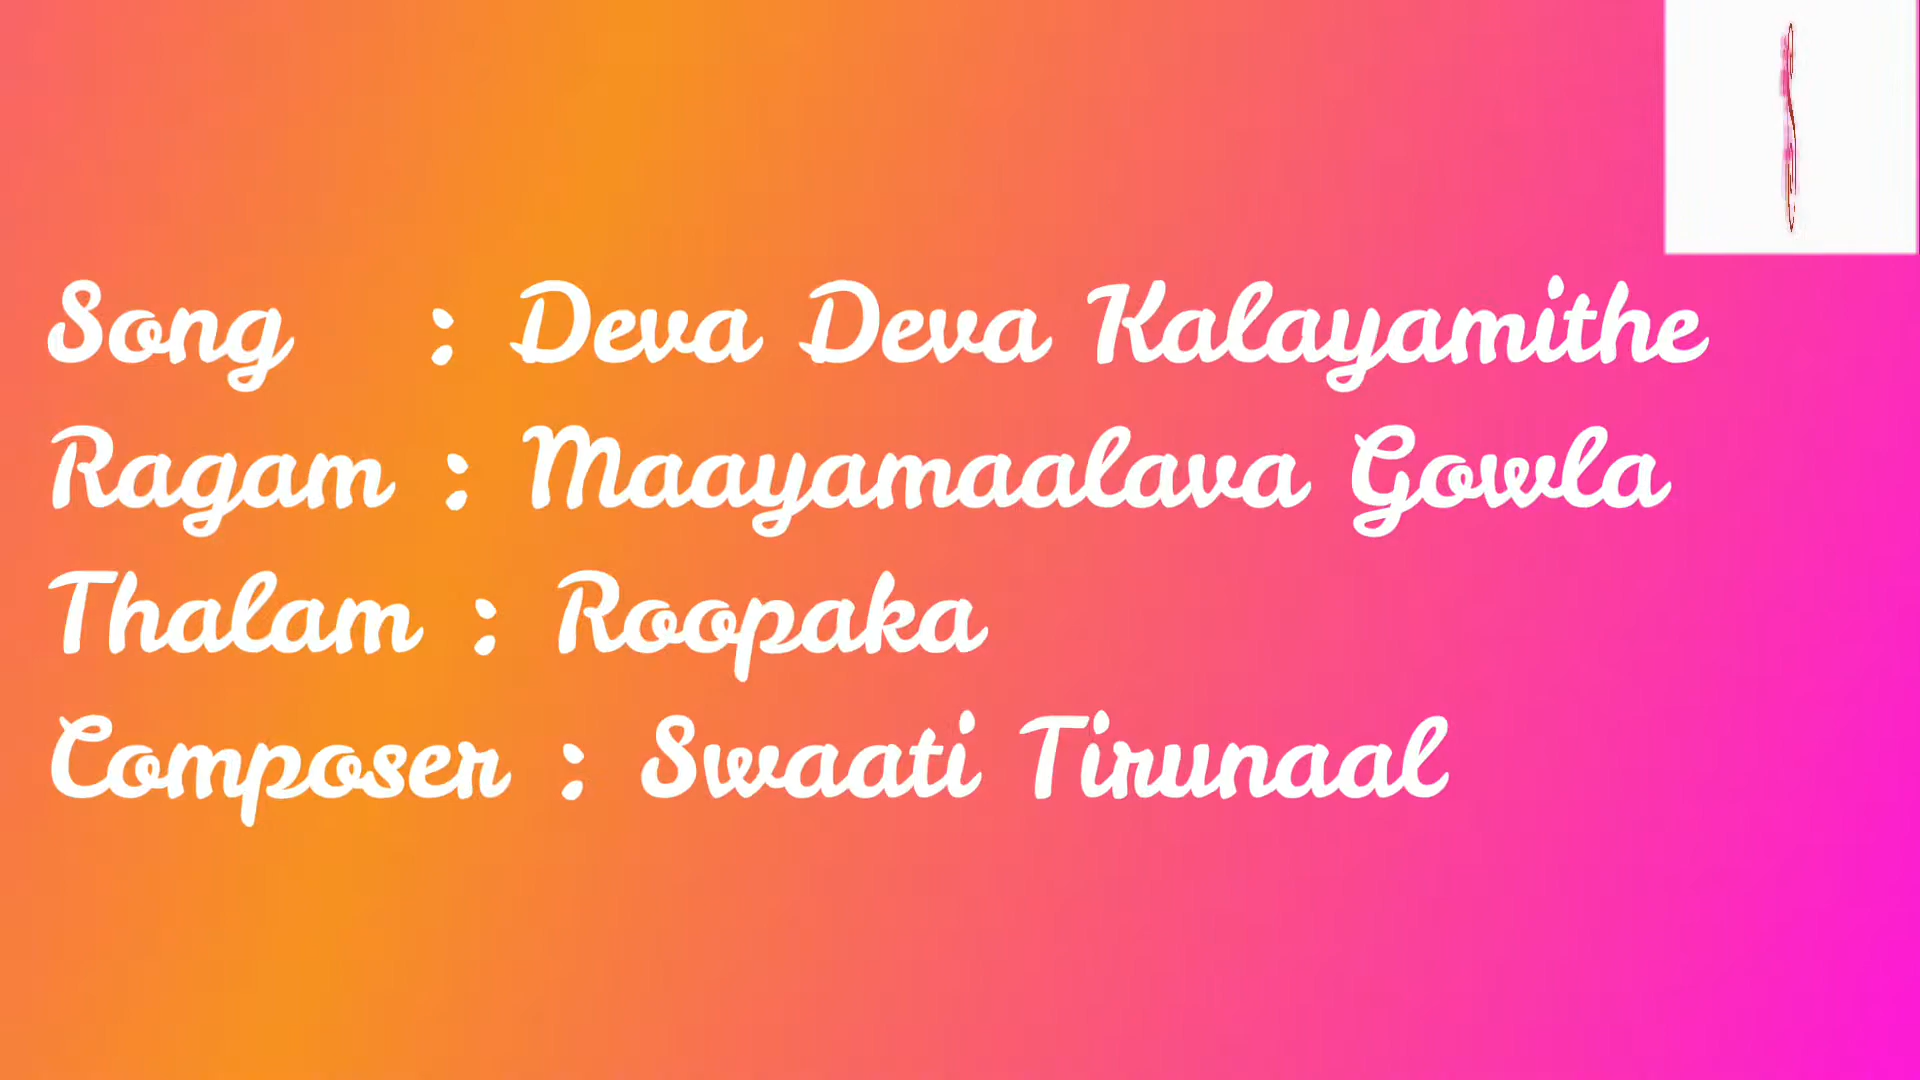 Song : Deva Deva Kalayamithe
Ragam : Maayamaalava Gowla
Thalam : Roopaka
Composer : Swaati Tirunaal